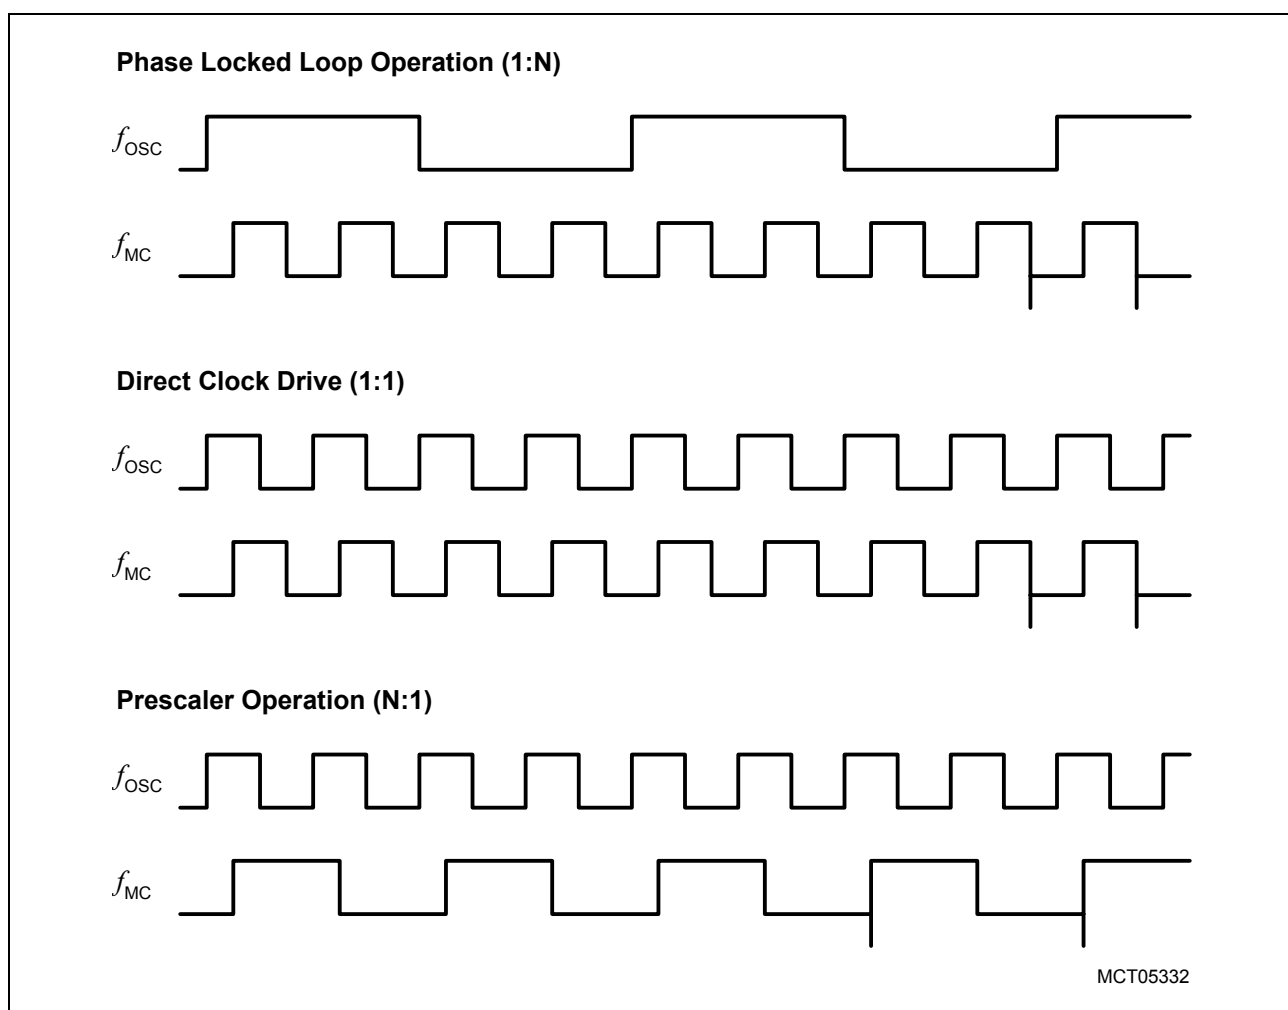 Phase Locked Loop Operation (1:N)
fOSC
fMC
Direct Clock Drive (1:1)
fOSC
fMC
Prescaler Operation (N:1)
fOSC
fMC
MCT05332